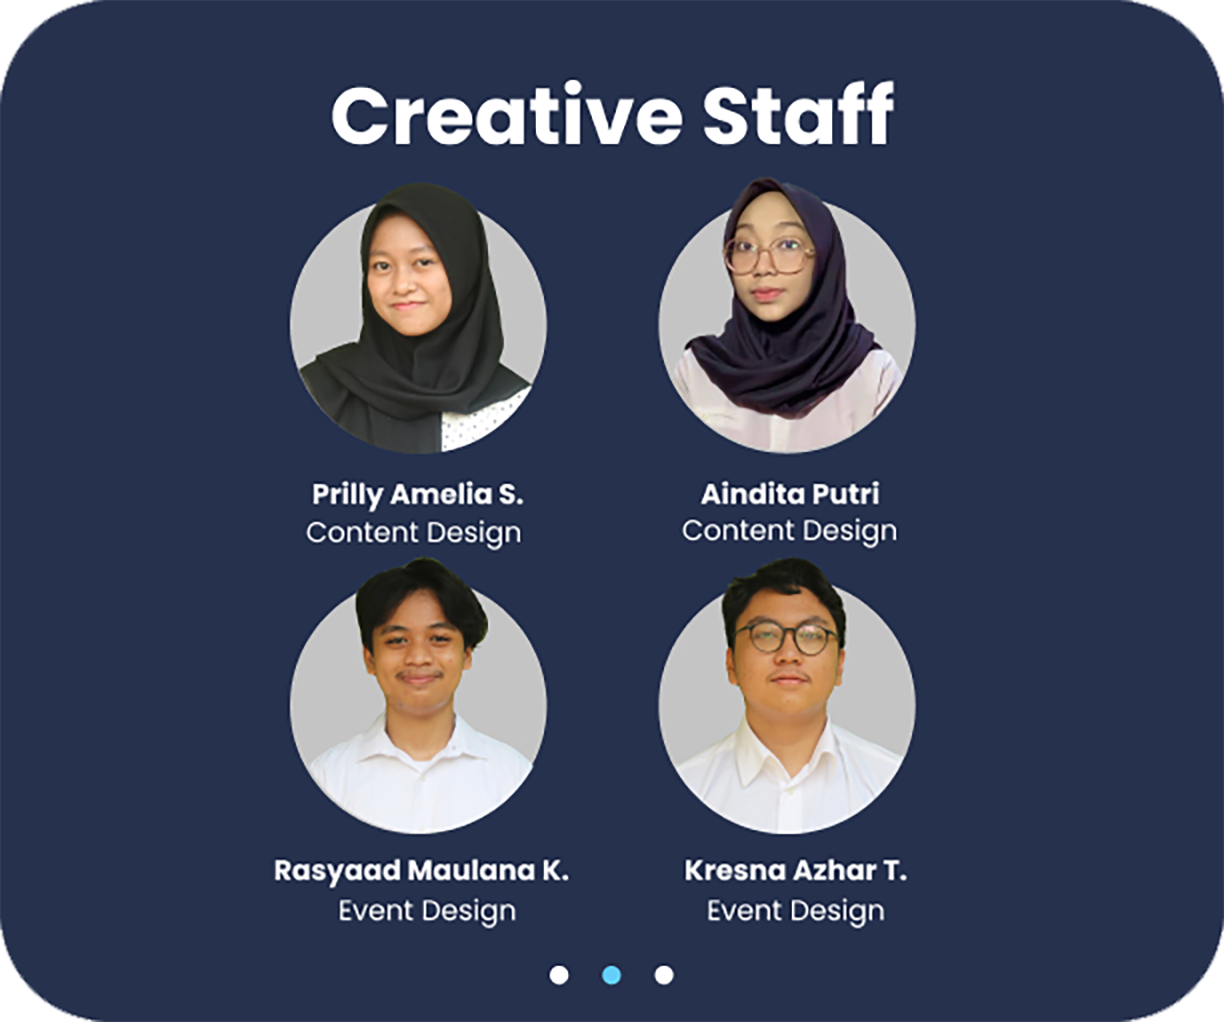 Creative Staff
Prilly Amelia S.
Content Design
Aindita Putri
Content Design
Rasyaad Maulana K.
Event Design
Kresna Azhar T.
Event Design